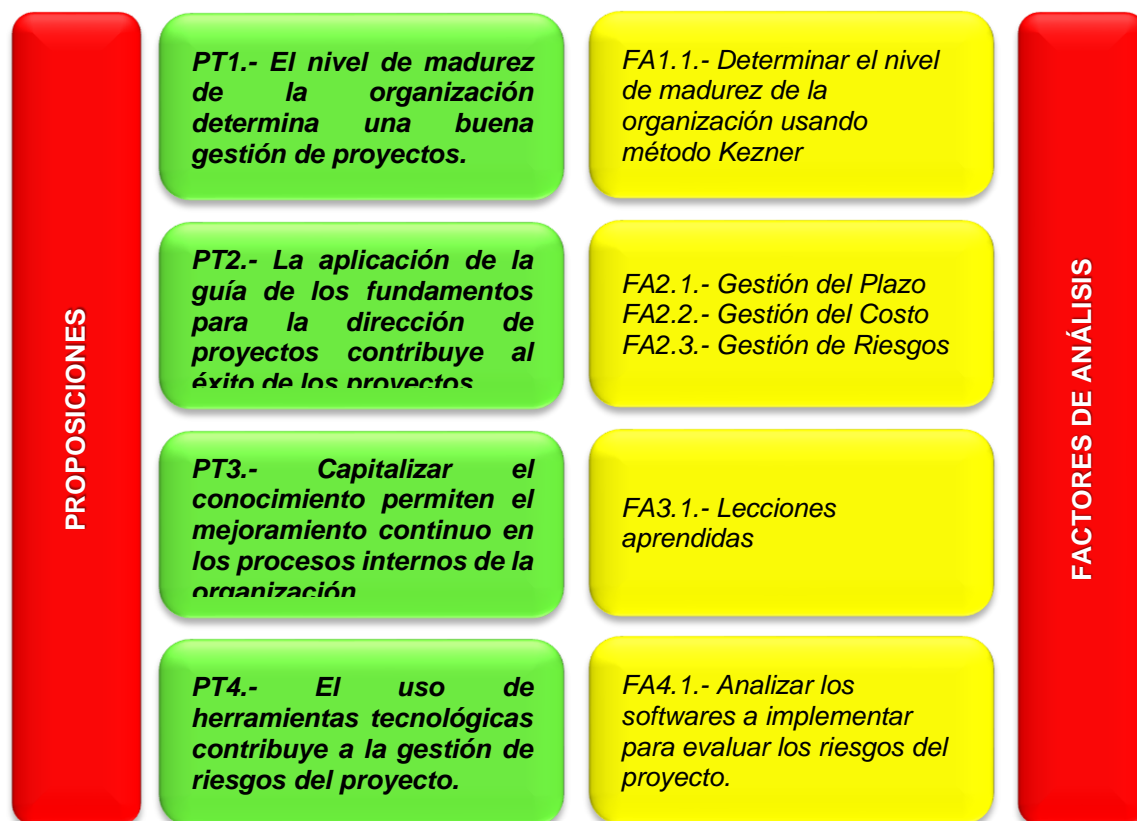 PROPOSICIONES
PT1.- El nivel de madurez
de la organización
determina una buena
gestión de proyectos.
FA1.1.- Determinar el nivel
de madurez de la
organización usando
método Kezner
PT2.- La aplicación de la
guía de los fundamentos
para la dirección de
proyectos contribuye al
éxito de los proyectos
FA2.1.- Gestión del Plazo
FA2.2.- Gestión del Costo
FA2.3.- Gestión de Riesgos
PT3.- Capitalizar el
conocimiento permiten el
mejoramiento continuo en
los procesos internos de la
organización
FA3.1.- Lecciones
aprendidas
PT4.- El uso de
herramientas tecnológicas
contribuye a la gestión de
riesgos del proyecto.
FA4.1.- Analizar los
softwares a implementar
para evaluar los riesgos del
proyecto.
FACTORES DE ANÁLISIS